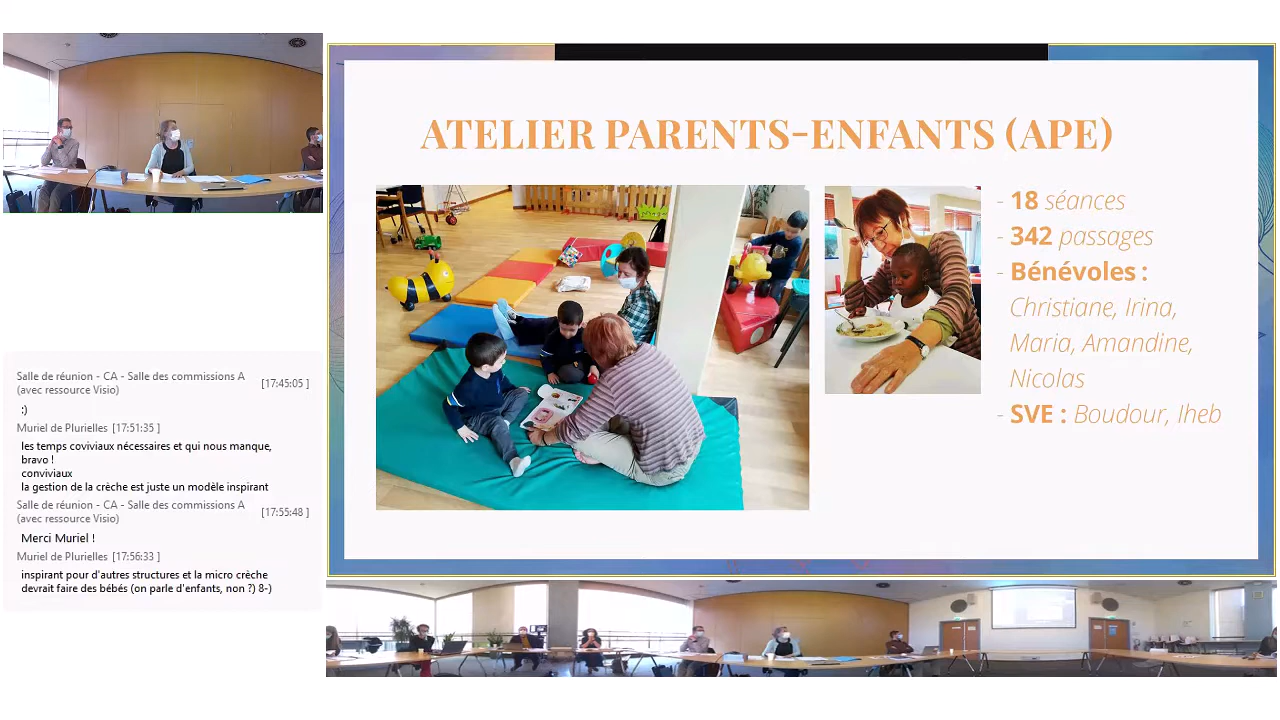 ATELIER PARENTS-ENFANTS (APE)
- 18 séances
- 342 passages
- Bénévoles :
Christiane, Irina,
Maria, Amandine,
Nicolas
- SVE : Boudour, Iheb
Salle de réunion - CA - Salle des commissions A
(avec ressource Visio)
[17:45:05 ]
:)
Muriel de Plurielles [17:51:35 ]
les temps coviviaux nécessaires et qui nous manque,
bravo !
conviviaux
la gestion de la crèche est juste un modèle inspirant
Salle de réunion - CA - Salle des commissions A
(avec ressource Visio)
[17:55:48 ]
Merci Muriel !
Muriel de Plurielles [17:56:33 ]
inspirant pour d'autres structures et la micro crèche
devrait faire des bébés (on parle d'enfants, non ?) 8-)